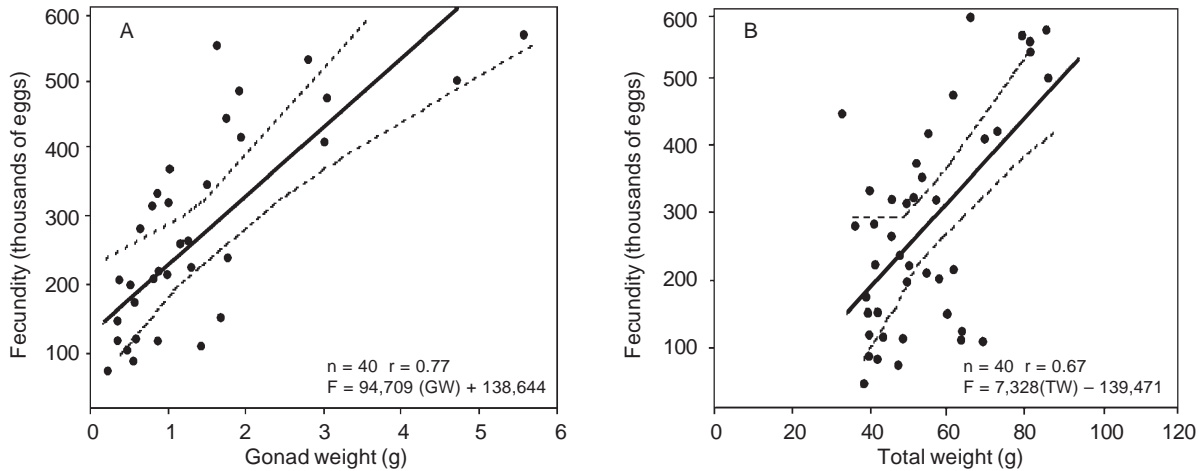 A
Fecundity (thousands of eggs)
600
500
400
300
200
100
0 1 2 3 4 5 6
Gonad weight (g)
n = 40 r = 0.77
F = 94,709 (GW) + 138,644
B
Fecundity (thousands of eggs)
600
500
400
300
200
100
0 20 40 60 80 100 120
Total weight (g)
n = 40 r = 0.67
F = 7,328(TW) – 139,471